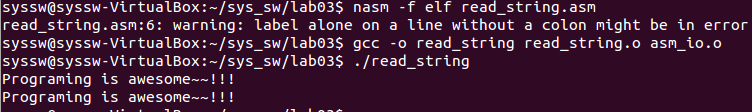 syssw@syssw-VirtualBox:~/sys_sw/lab03$ nasm -f elf read_string.asm
read_string.asm:6: warning: label alone on a line without a colon might be in error
syssw@syssw-VirtualBox:~/sys_sw/lab03$ gcc -o read_string read_string.o asm_io.o
syssw@syssw-VirtualBox:~/sys_sw/lab03$ ./read_string
Programing is awesome~~!!!
Programing is awesome~~!!!